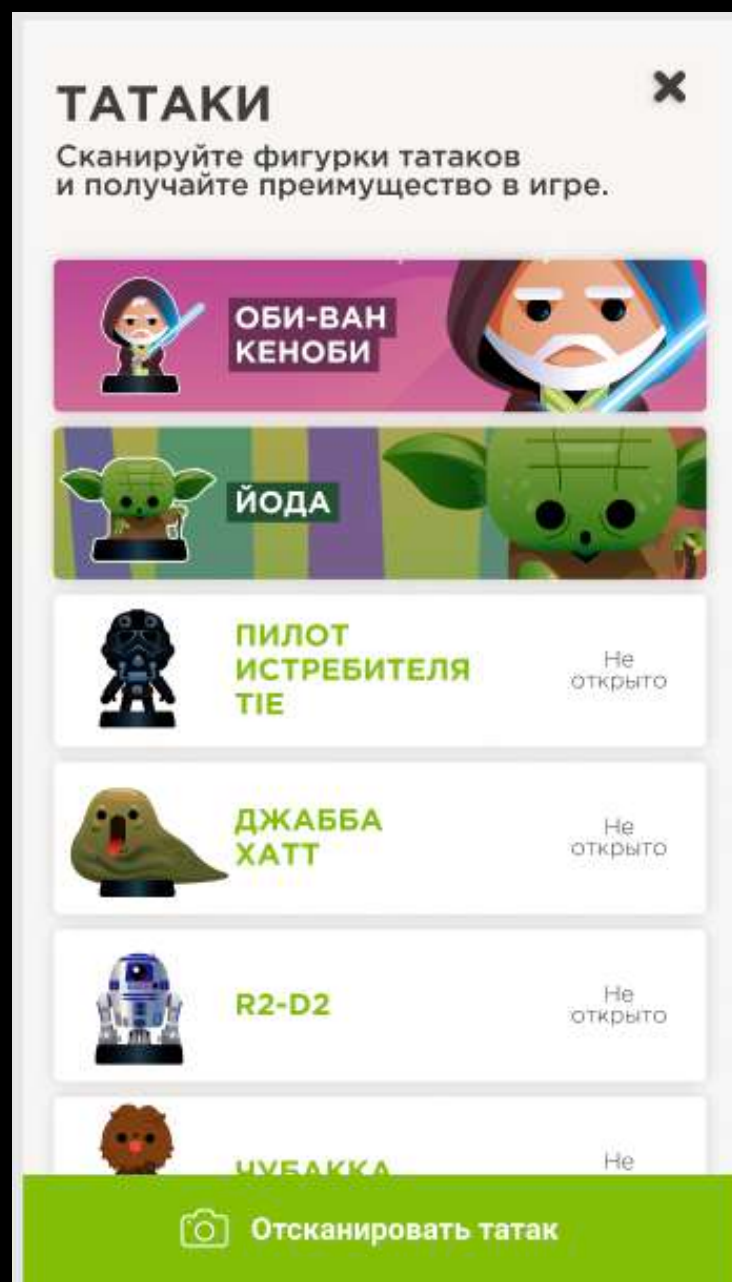 ТАТАКИ
Сканируйте фигурки татаков
и получайте преимущество в игре.
ОБИ-ВАН
КЕНОБИ
ЙОДА
ПИЛОТ
ИСТРЕБИТЕЛЯ
TIE
Не
открыто
ДЖАББА
ХАТТ
Не
открыто
R2-D2
Не
открыто
ЧУБАККА
Не
Отсканировать татак